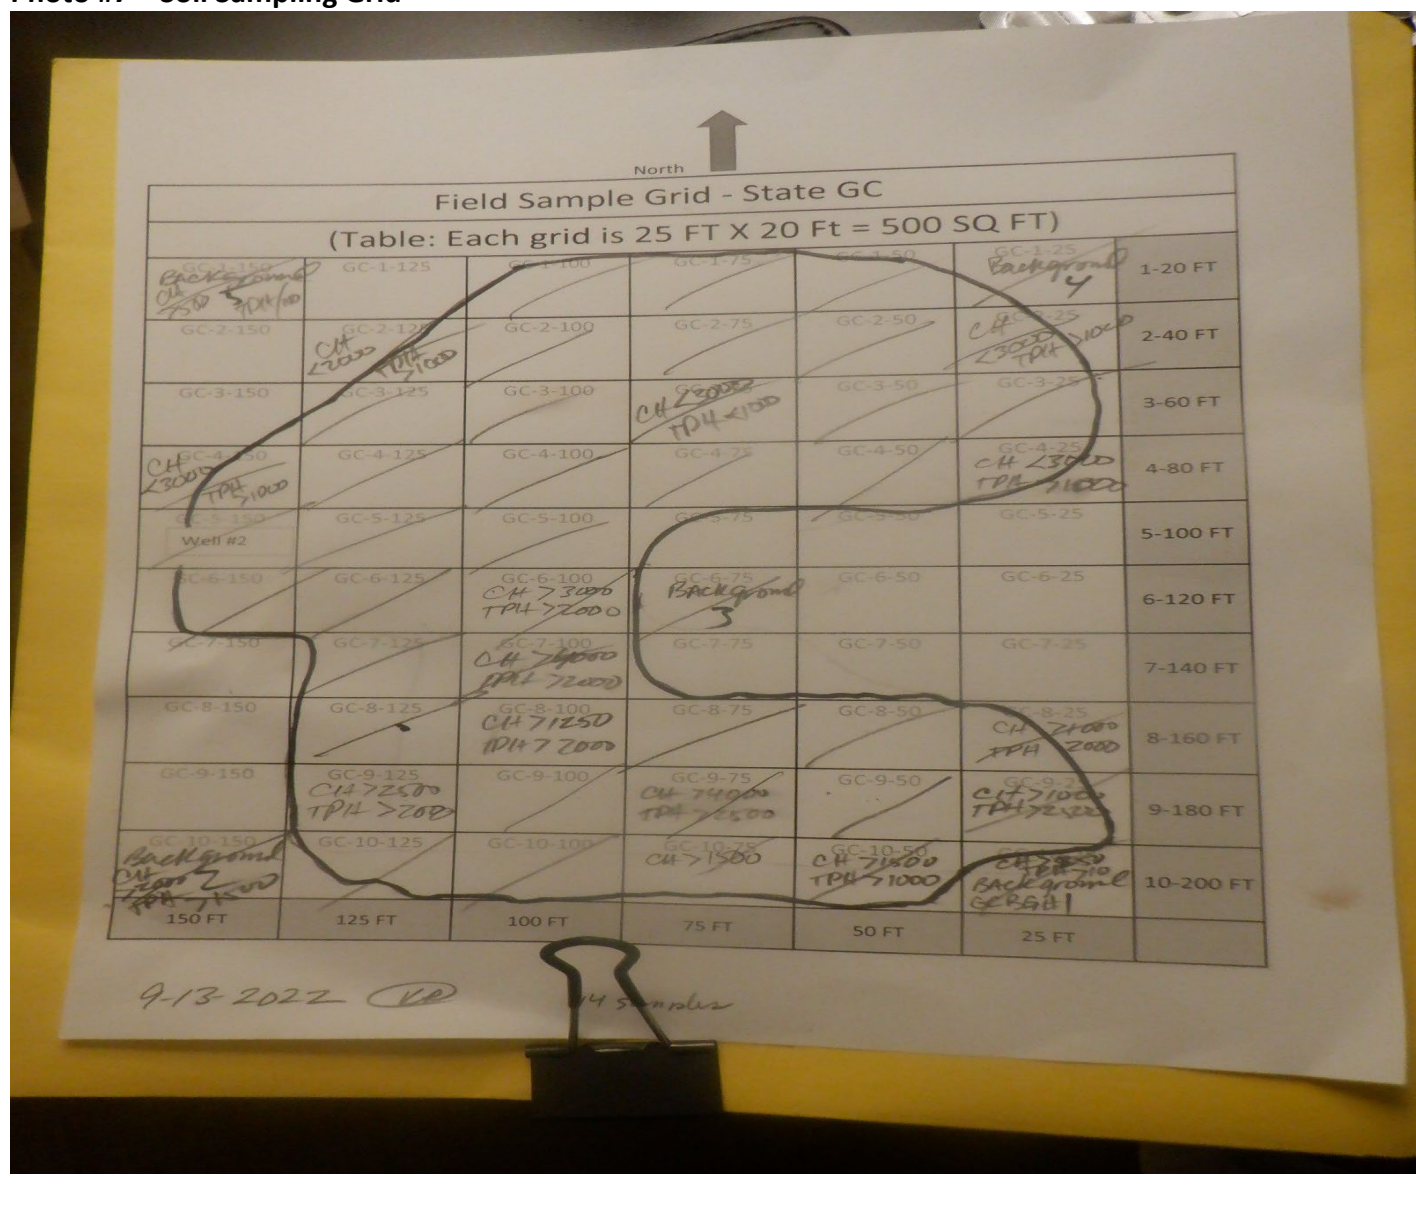 Photo #7 – Soil Sampling Grid
North
Field Sample Grid - State GC
(Table: Each grid is 25 FT X 20 Ft = 500 SQ FT)
GC-1-150 GC-1-125 GC-1-100 GC-1-75 GC-1-50 GC-1-25 1-20 FT
Background
5
Background
4
GC-2-150 GC-2-125 GC-2-100 GC-2-75 GC-2-50 GC-2-25 2-40 FT
CH
<2000 TPH
>1000
CH
<3000 TPH >1000
GC-3-150 GC-3-125 GC-3-100 GC-3-50 GC-3-25 3-60 FT
CH <3000
TPH <1000
GC-4-150 GC-4-125 GC-4-100 GC-4-75 GC-4-50 GC-4-25 4-80 FT
CH
<3000 TPH
>1000
CH <3000
TPH >1000
GC-5-150 GC-5-125 GC-5-100 GC-5-75 GC-5-50 GC-5-25 5-100 FT
Well #2
GC-6-150 GC-6-125 GC-6-100 GC-6-75 GC-6-50 GC-6-25 6-120 FT
CH >3000
TPH >2000
Background
3
GC-7-150 GC-7-125 GC-7-100 GC-7-75 GC-7-50 GC-7-25 7-140 FT
CH >4000
TPH >2000
GC-8-150 GC-8-125 GC-8-100 GC-8-75 GC-8-50 GC-8-25 8-160 FT
CH >1250
TPH > 2000
CH
TPH 2000
GC-9-150 GC-9-125 GC-9-100 GC-9-75 GC-9-50 GC-9-25 9-180 FT
CH >2500
TPH >2000
CH >4000
TPH >2500
CH >1000
TPH
GC-10-150 GC-10-125 GC-10-100 GC-10-75 GC-10-50 10-200 FT
Background
CH 2
TPH >1500
CH >1500
CH >1500
TPH >1000
Background
GCBGH1
150 FT 125 FT 100 FT 75 FT 50 FT 25 FT
9-13-2022 14 samples